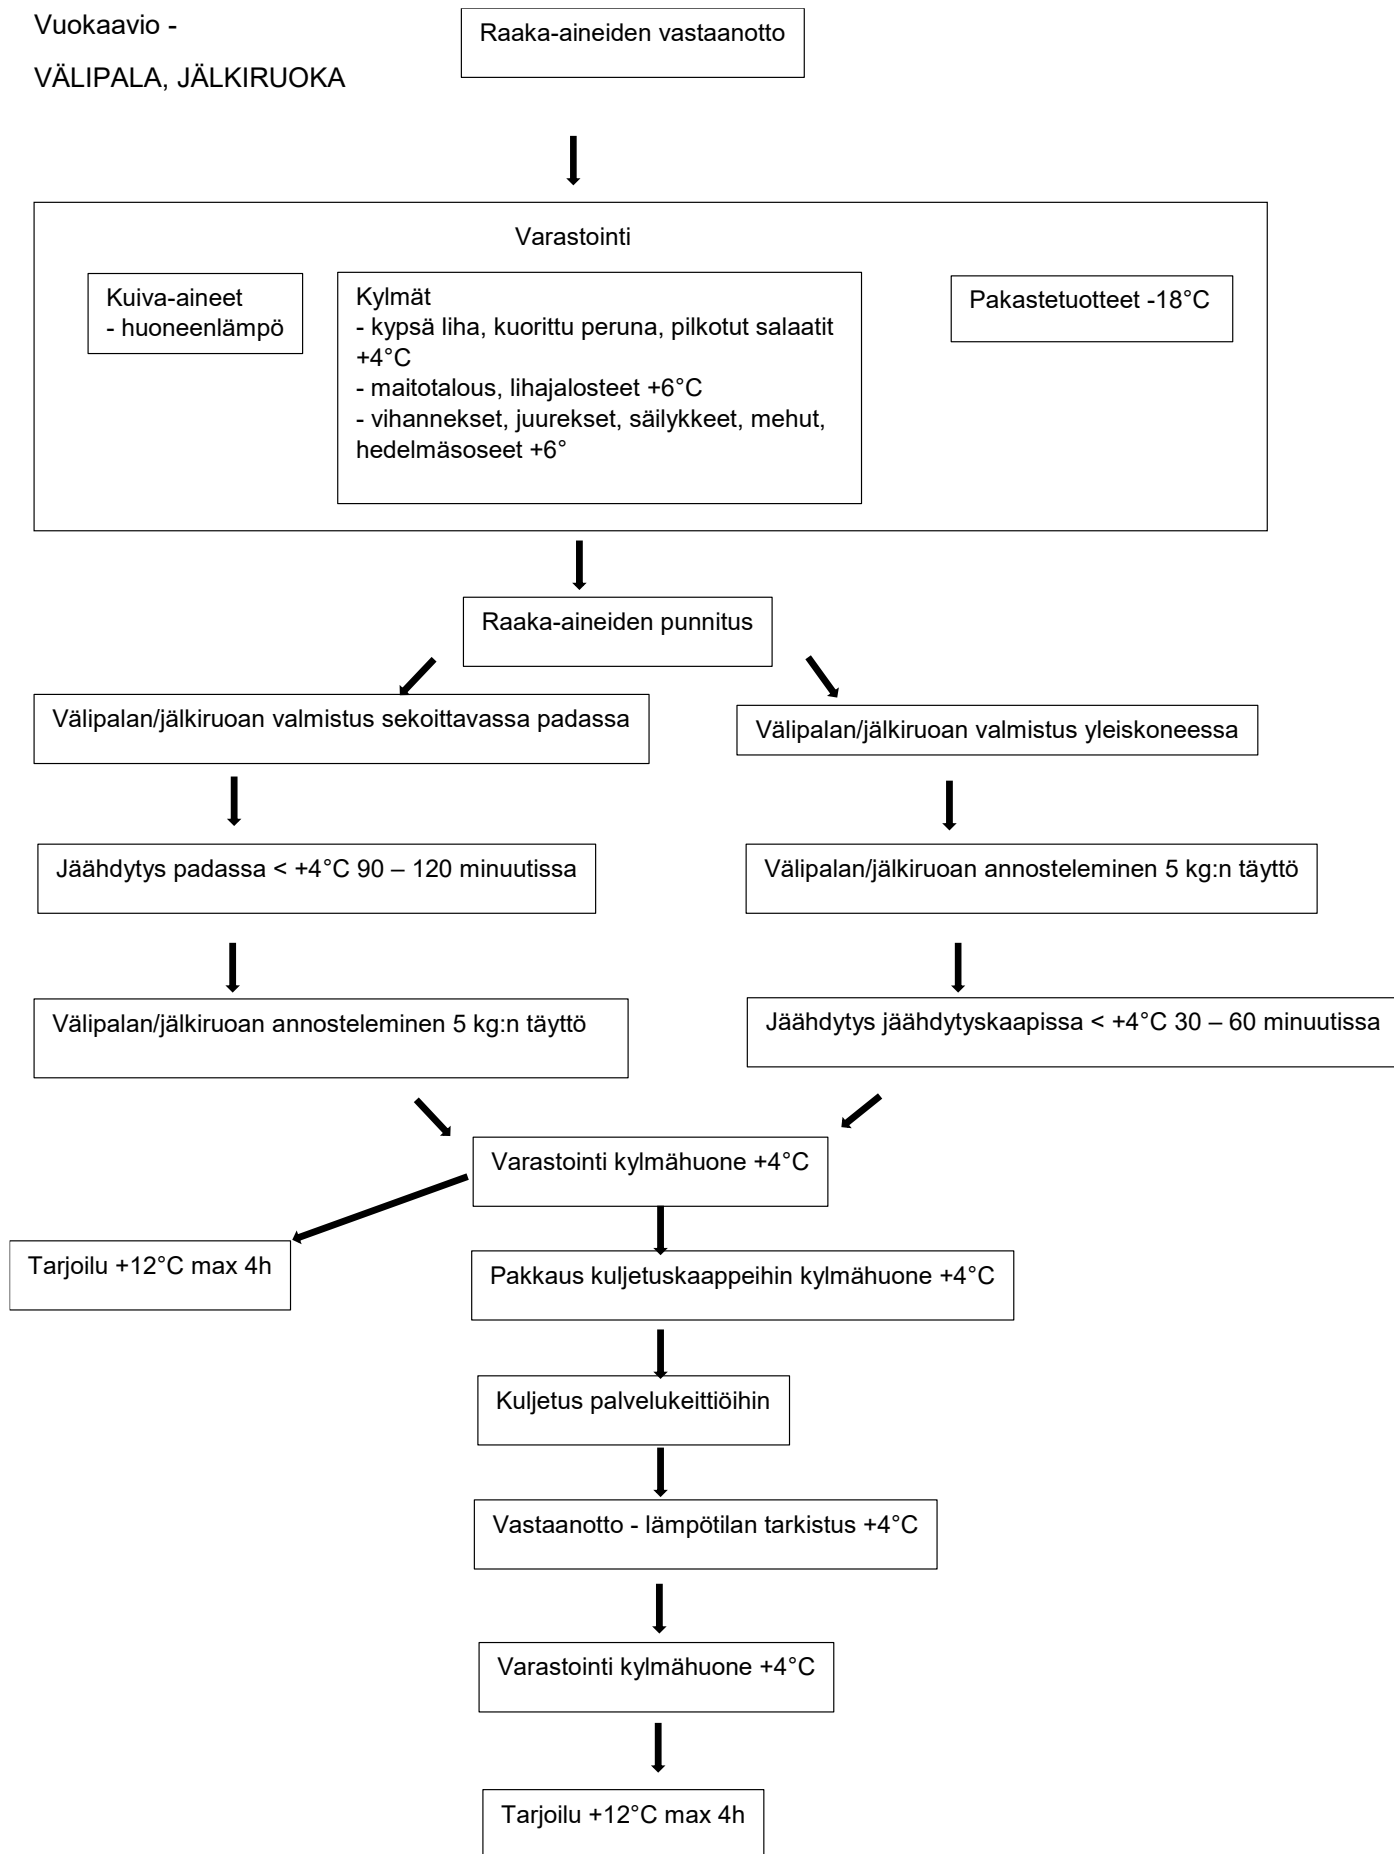 Vuokaavio -
VÄLIPALA, JÄLKIRUOKA
Raaka-aineiden vastaanotto
Varastointi
Kuiva-aineet
- huoneenlämpö
Kylmät
- kypsä liha, kuorittu peruna, pilkotut salaatit
+4°C
- maitotalous, lihajalosteet +6°C
- vihannekset, juurekset, säilykkeet, mehut,
hedelmäsoseet +6°
Pakastetuotteet -18°C
Raaka-aineiden punnitus
Välipalan/jälkiruoan valmistus sekoittavassa padassa
Välipalan/jälkiruoan valmistus yleiskoneessa
Jäähdytys padassa < +4°C 90 – 120 minuutissa
Välipalan/jälkiruoan annosteleminen 5 kg:n täyttö
Välipalan/jälkiruoan annosteleminen 5 kg:n täyttö
Jäähdytys jäähdytyskaapissa < +4°C 30 – 60 minuutissa
Varastointi kylmähuone +4°C
Tarjoilu +12°C max 4h
Pakkaus kuljetuskaappeihin kylmähuone +4°C
Kuljetus palvelukeittiöihin
Vastaanotto - lämpötilan tarkistus +4°C
Varastointi kylmähuone +4°C
Tarjoilu +12°C max 4h